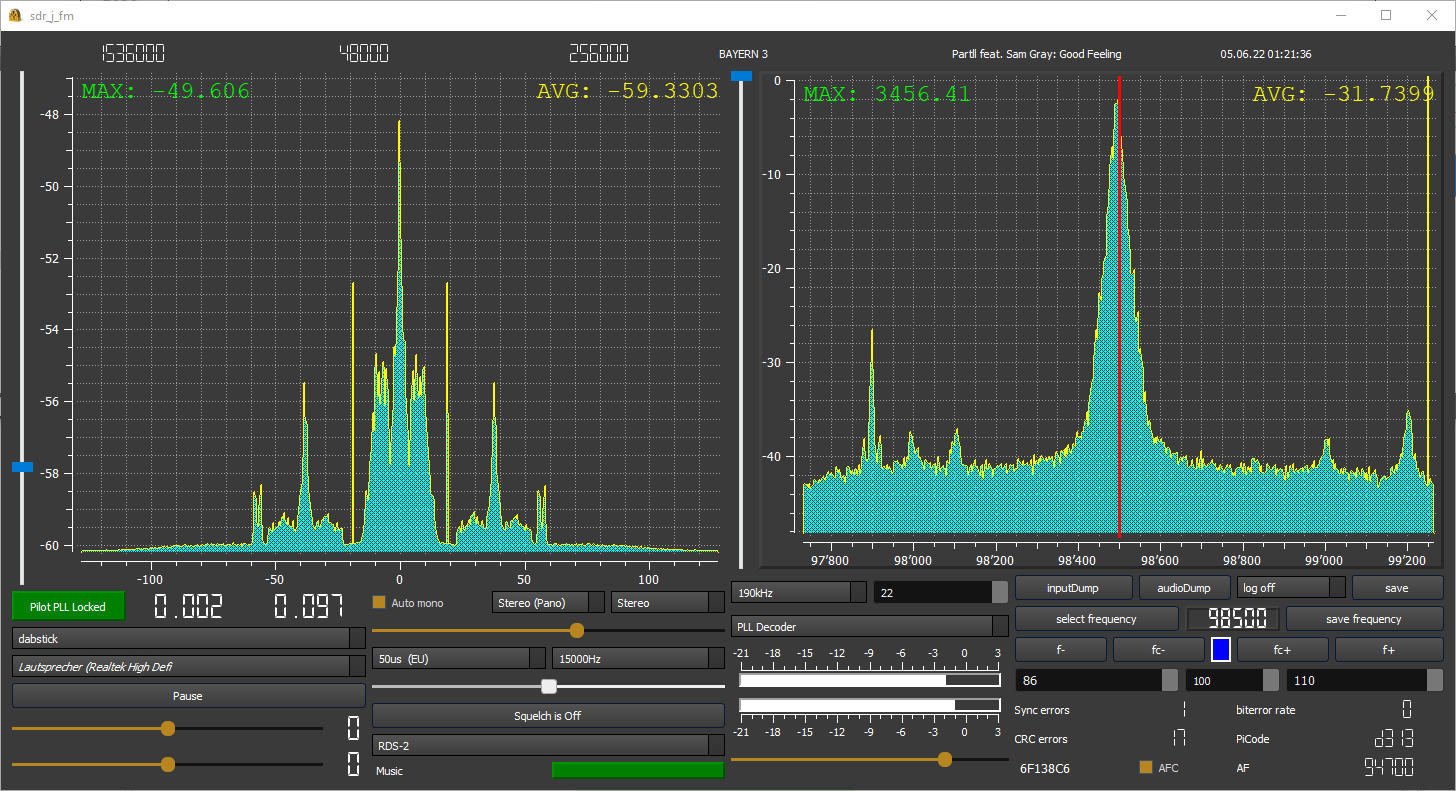 sdr_j_fm
1536000 48000 256000 BAYERN 3 PartII feat. Sam Gray: Good Feeling 05.06.22 01:21:36
MAX: -49.606 AVG: -59.3303
-48
-50
-52
-54
-56
-58
-60
-100 -50 0 50 100
MAX: 3456.41 AVG: -31.7399
0
-10
-20
-30
-40
97'800 98'000 98'200 98'400 98'600 98'800 99'000 99'200
Pilot PLL Locked 0.002 0.097
dabstick
Lautsprecher (Realtek High Defi
Pause
0
0
Auto mono Stereo (Pano) Stereo
50us (EU) 15000Hz
Squelch is Off
RDS-2
Music
190kHz 22
PLL Decoder
-21 -18 -15 -12 -9 -6 -3 0 3
-21 -18 -15 -12 -9 -6 -3 0 3
inputDump audioDump log off save
select frequency 98500 save frequency
f- fc- fc+ f+
86 100 110
Sync errors 1 biterror rate 0
CRC errors 17 PiCode d313
6F138C6 AFC AF 94700